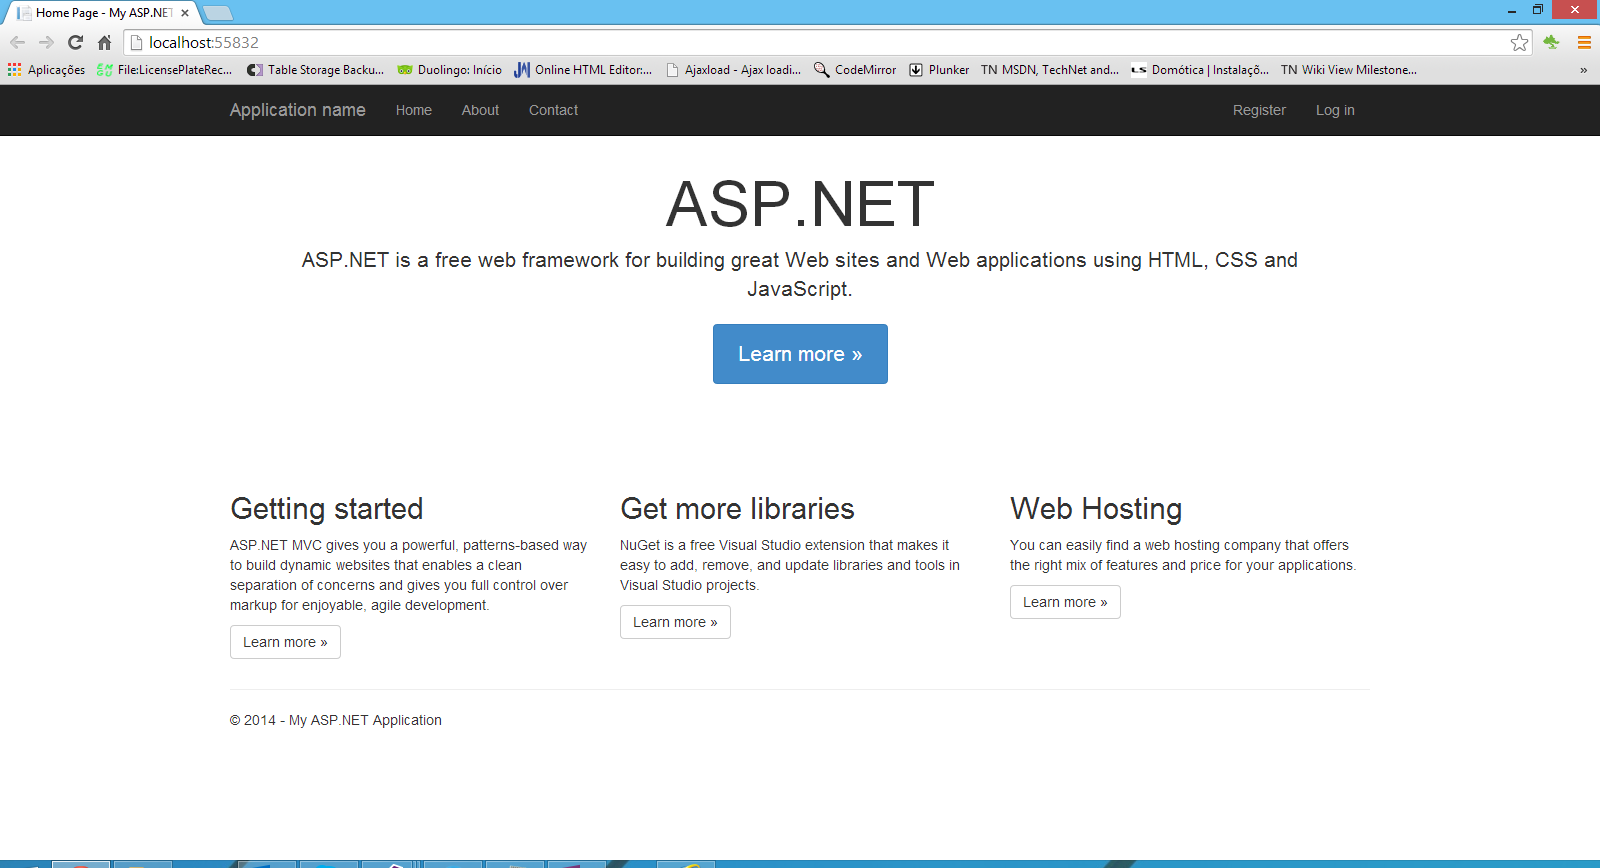 Home Page - My ASP.NET
localhost:55832
Aplicações File:LicensePlateRec... Table Storage Backu... Duolingo: Início Online HTML Editor:... Ajaxload - Ajax loadi... CodeMirror Plunker TN MSDN, TechNet and... LS Domótica | Instalaçõ... TN Wiki View Milestone... »
Application name Home About Contact Register Log in
ASP.NET
ASP.NET is a free web framework for building great Web sites and Web applications using HTML, CSS and
JavaScript.
Learn more »
Getting started
ASP.NET MVC gives you a powerful, patterns-based way
to build dynamic websites that enables a clean
separation of concerns and gives you full control over
markup for enjoyable, agile development.
Learn more »
Get more libraries
NuGet is a free Visual Studio extension that makes it
easy to add, remove, and update libraries and tools in
Visual Studio projects.
Learn more »
Web Hosting
You can easily find a web hosting company that offers
the right mix of features and price for your applications.
Learn more »
© 2014 - My ASP.NET Application